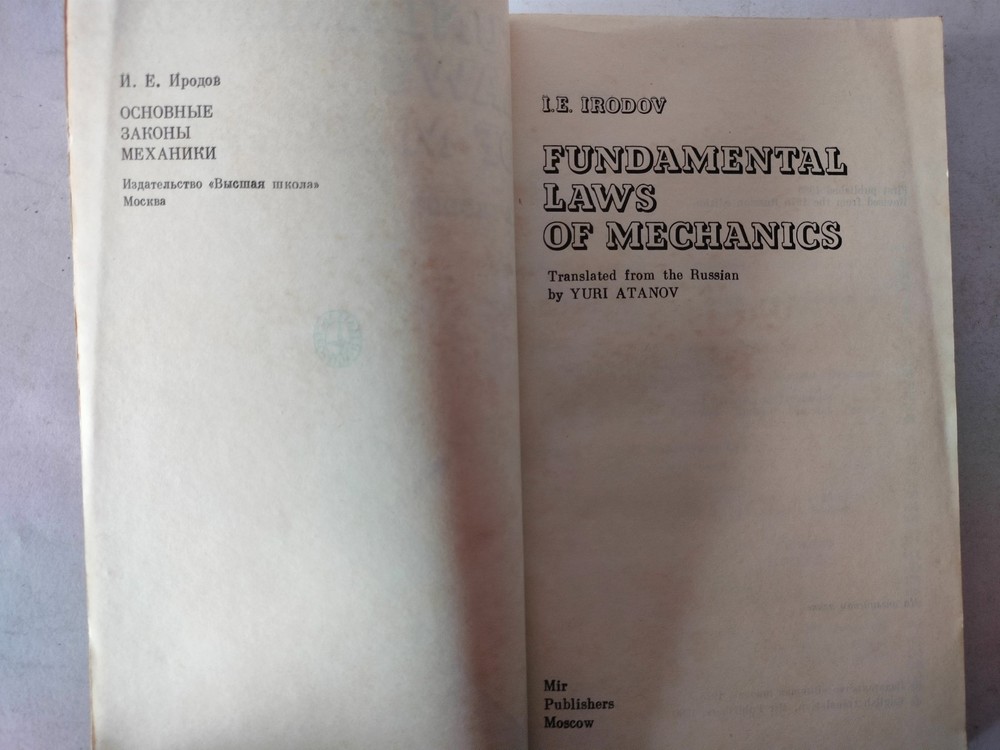 И. Е. Иродов
ОСНОВНЫЕ
ЗАКОНЫ
МЕХАНИКИ
Издательство «Высшая школа»
Москва
I.E. IRODOV
FUNDAMENTAL
LAWS
OF MECHANICS
Translated from the Russian
by YURI ATANOV
Mir
Publishers
Moscow